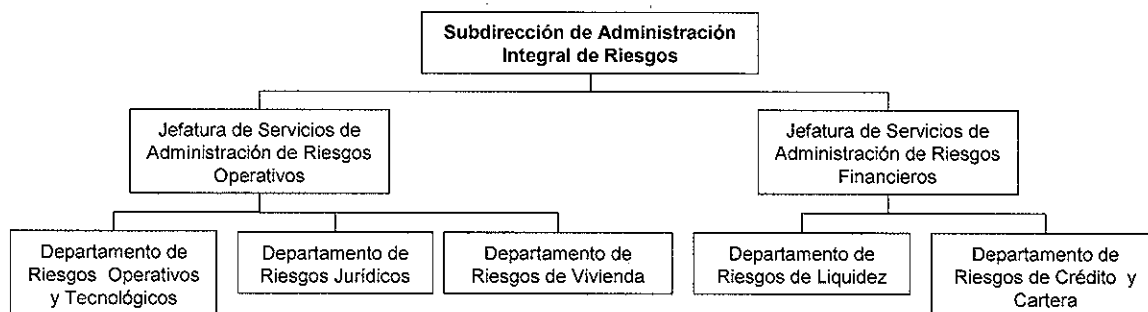 Subdirección de Administración
Integral de Riesgos
Jefatura de Servicios de
Administración de Riesgos
Operativos
Jefatura de Servicios de
Administración de Riesgos
Financieros
Departamento de
Riesgos Operativos
y Tecnológicos
Departamento de
Riesgos Jurídicos
Departamento de
Riesgos de Vivienda
Departamento de
Riesgos de Liquidez
Departamento de
Riesgos de Crédito y
Cartera